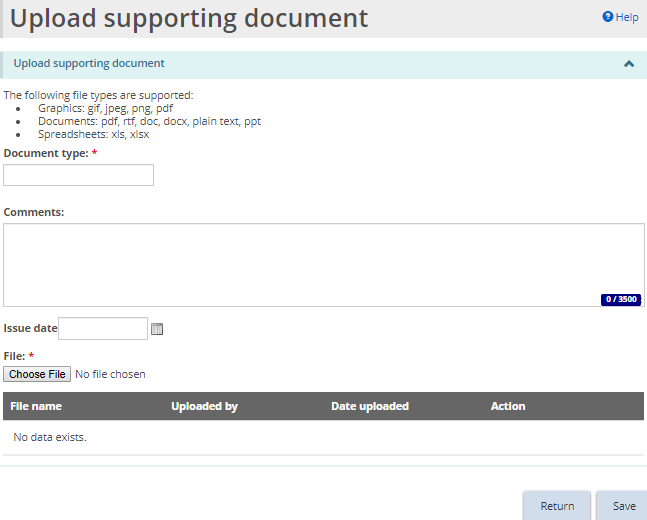 Upload supporting document
Help
Upload supporting document
The following file types are supported:
Graphics: gif, jpeg, png, pdf
Documents: pdf, rtf, doc, docx, plain text, ppt
Spreadsheets: xls, xlsx
Document type: *
Comments:
0 / 3500
Issue date
File: *
Choose File No file chosen
File name Uploaded by Date uploaded Action
No data exists.
Return Save